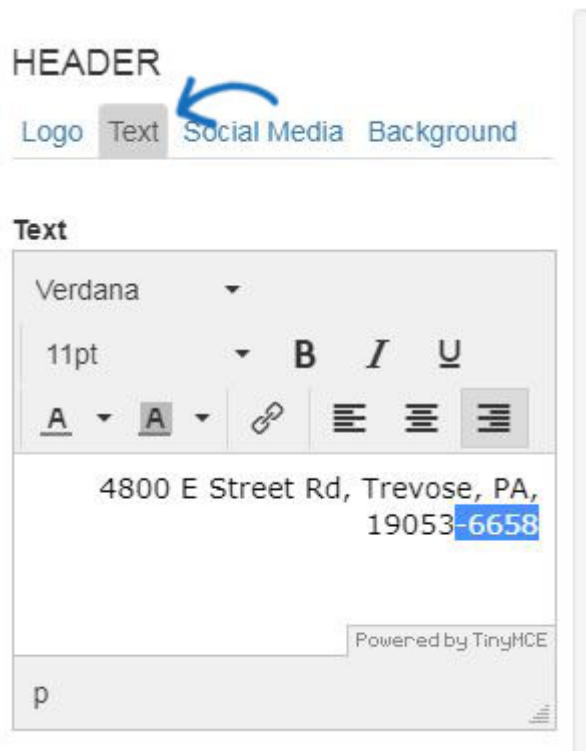 HEADER
Logo Text Social Media Background
Text
Verdana
11pt B I U
A A
4800 E Street Rd, Trevose, PA,
19053-6658
Powered by TinyMCE
p